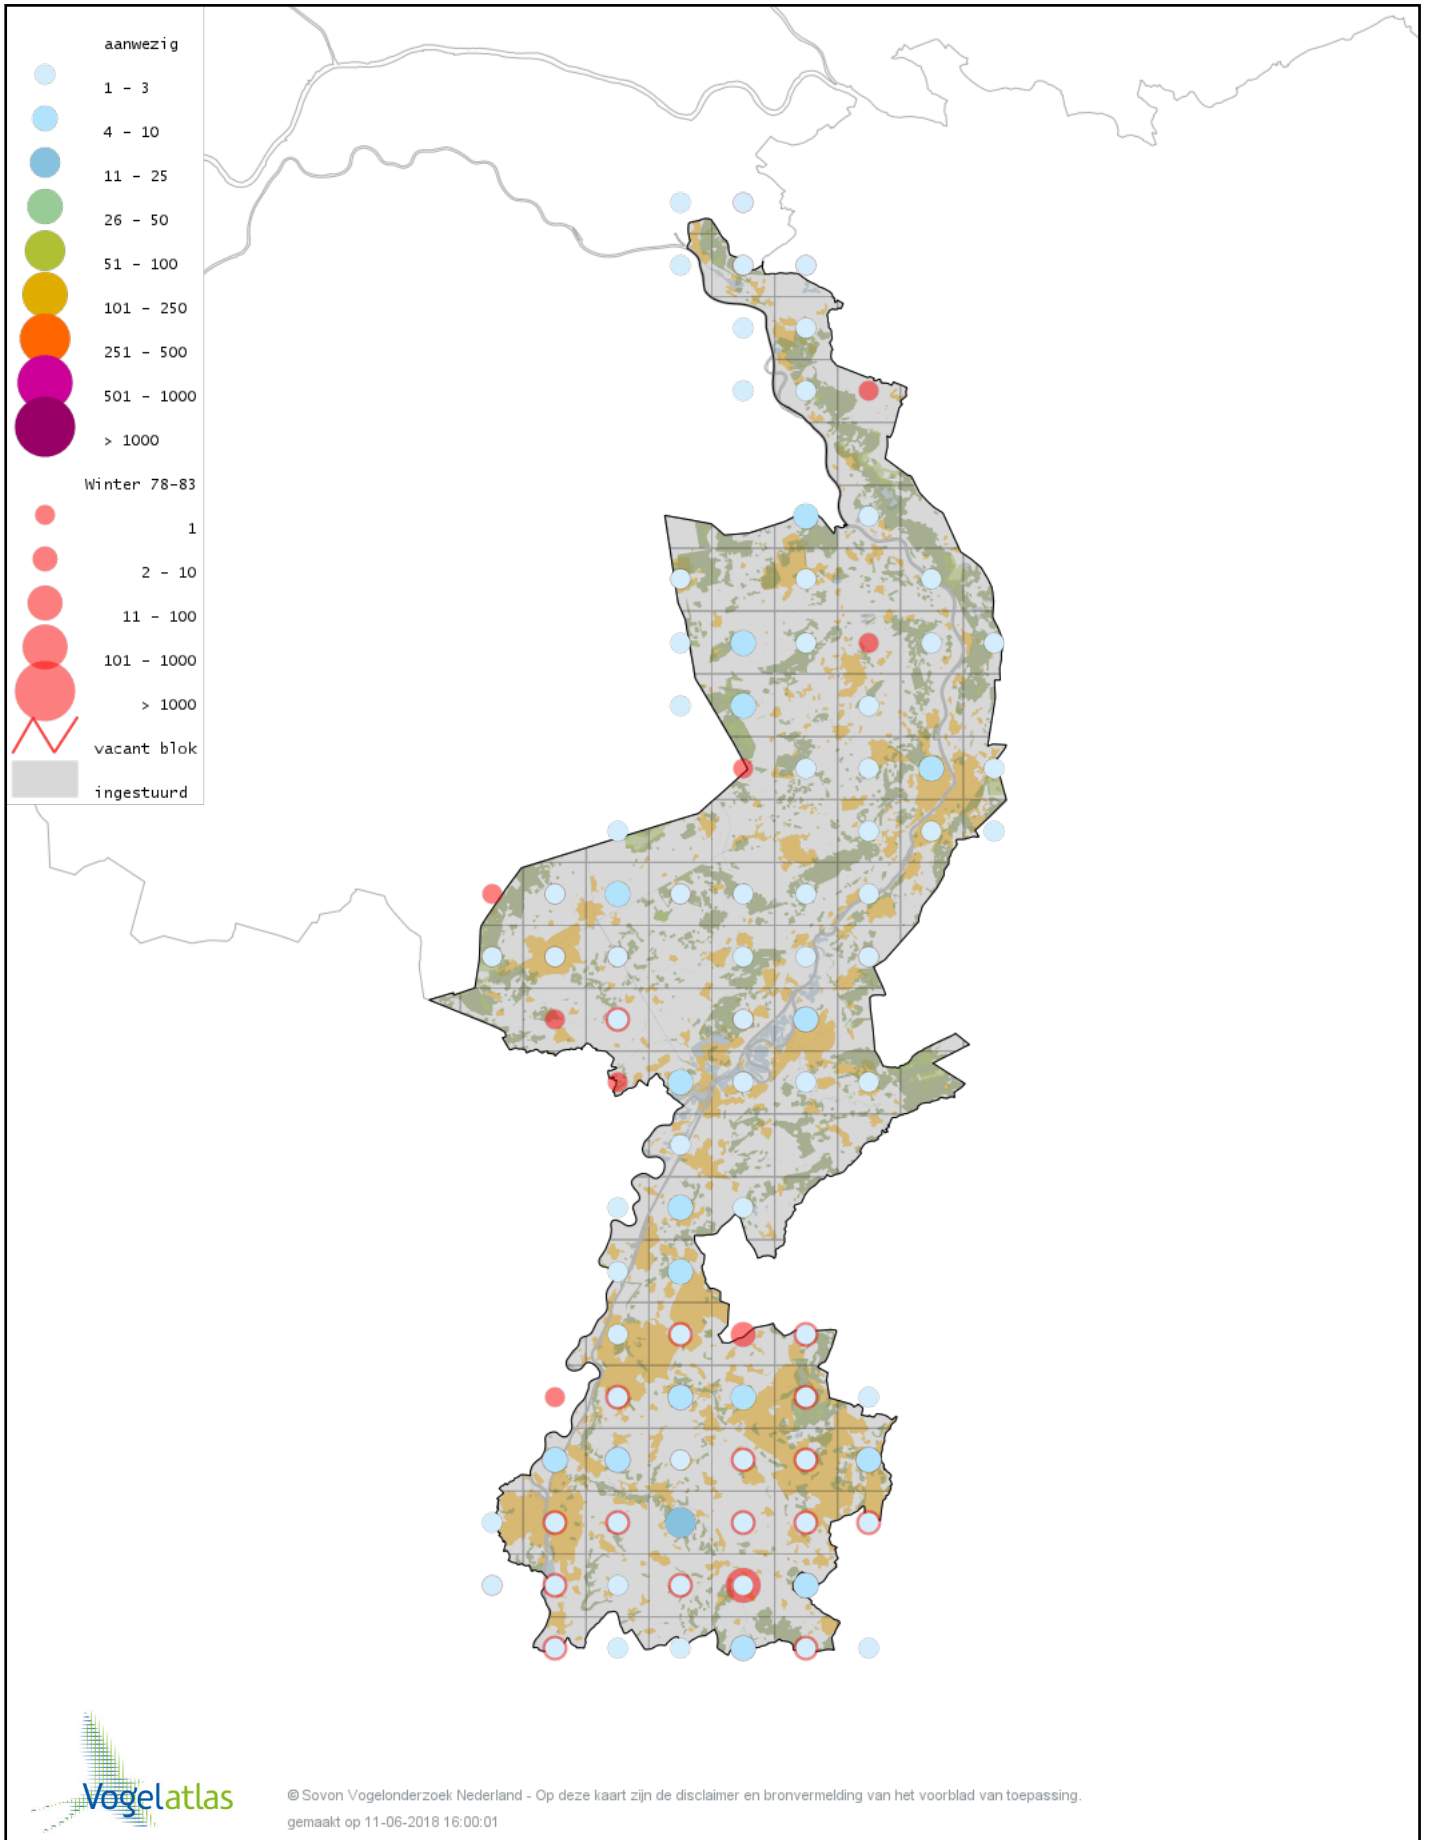 aanwezig
1 - 3
4 - 10
11 - 25
26 - 50
51 - 100
101 - 250
251 - 500
501 - 1000
> 1000
Winter 78-83
1
2 - 10
11 - 100
101 - 1000
> 1000
vacant blok
ingestuurd
Vogelatlas
© Sovon Vogelonderzoek Nederland - Op deze kaart zijn de disclaimer en bronvermelding van het voorblad van toepassing.
gemaakt op 11-06-2018 16:00:01